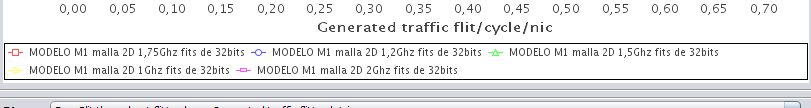 0,00 0,05 0,10 0,15 0,20 0,25 0,30 0,35 0,40 0,45 0,50 0,55 0,60 0,65 0,70
Generated traffic flit/cycle/nic
MODELO M1 malla 2D 1,75Ghz fits de 32bits MODELO M1 malla 2D 1,2Ghz fits de 32bits MODELO M1 malla 2D 1,5Ghz fits de 32bits
MODELO M1 malla 2D 1Ghz fits de 32bits MODELO M1 malla 2D 2Ghz fits de 32bits